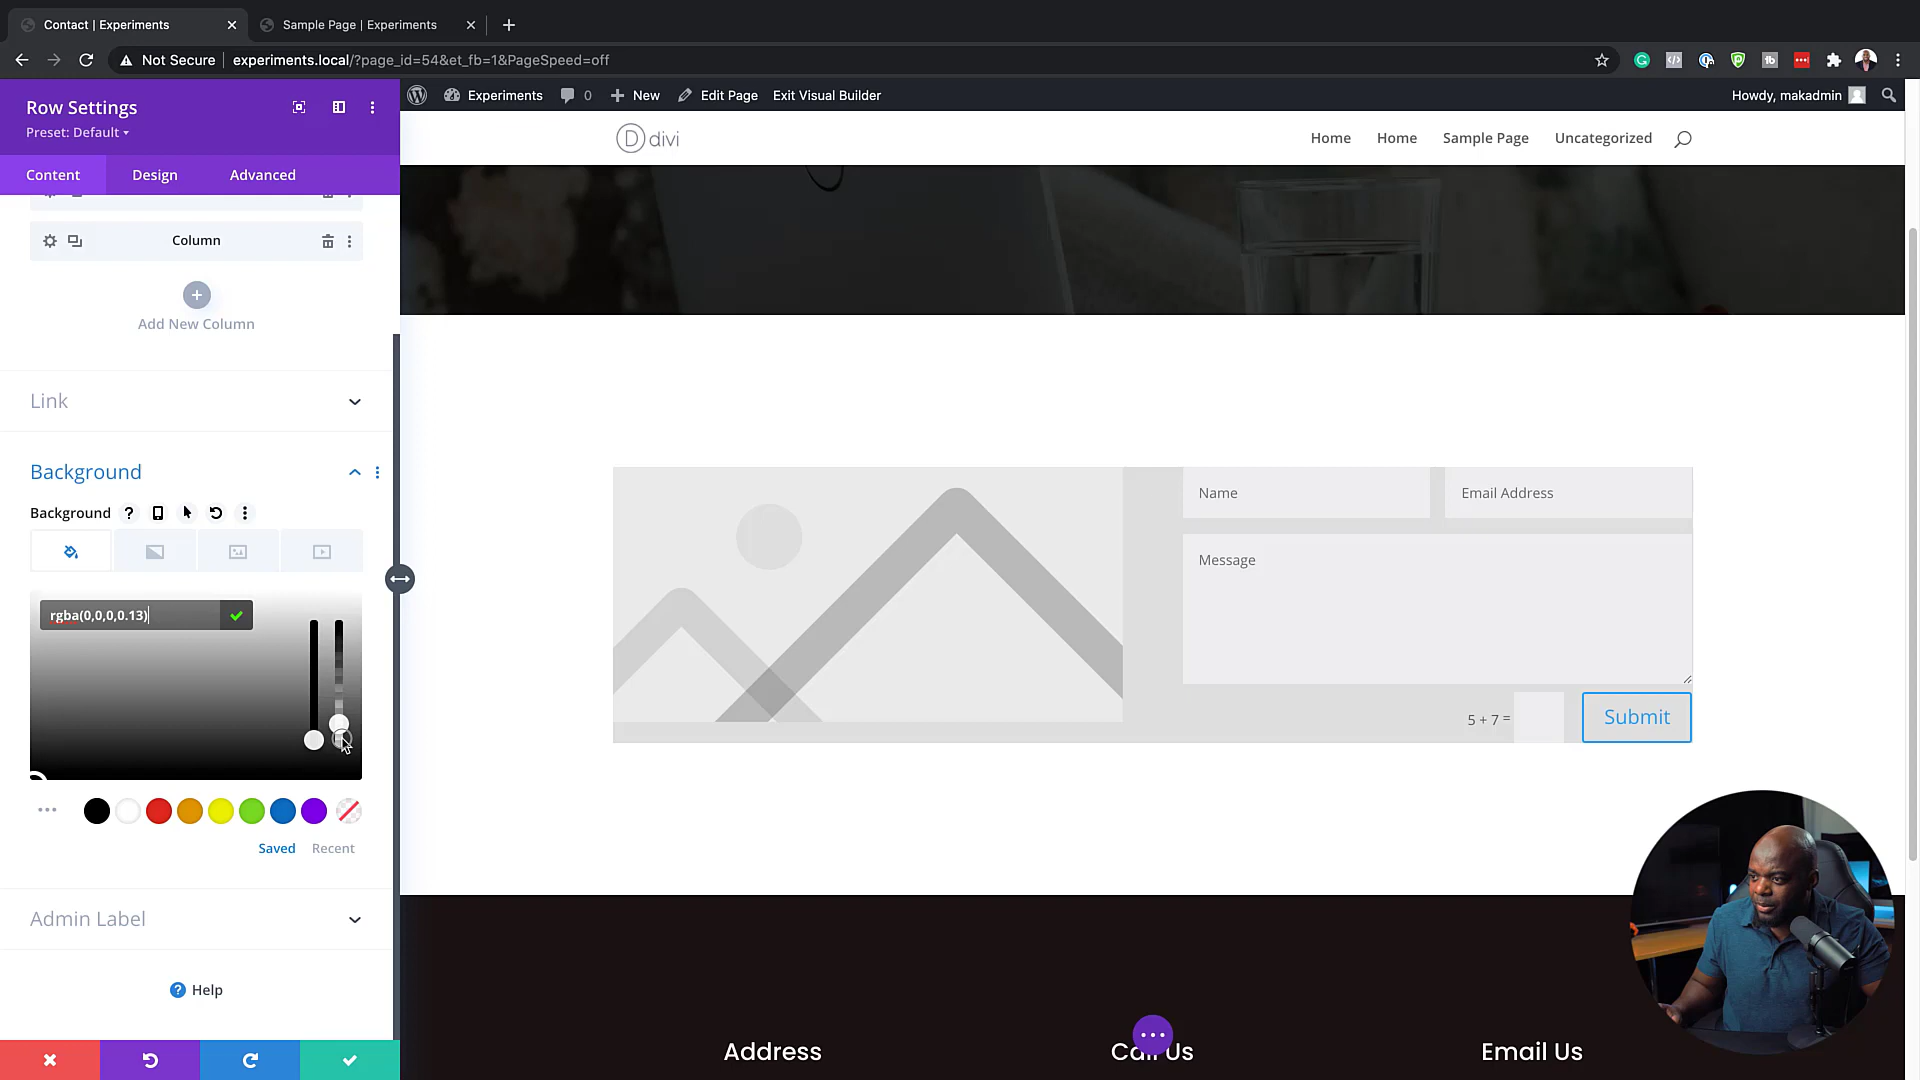 Contact | Experiments
Sample Page | Experiments
Not Secure
experiments.local/?page_id=54&et_fb=1&PageSpeed=off
Row Settings
Preset: Default
Content
Design
Advanced
Column
Add New Column
Link
Background
Background
rgba(0,0,0,0.13)
Saved
Recent
Admin Label
Help
Experiments
0
New
Edit Page
Exit Visual Builder
Howdy, makadmin
D divi
Home
Home
Sample Page
Uncategorized
Name
Email Address
Message
5 + 7 =
Submit
Address
Call Us
Email Us